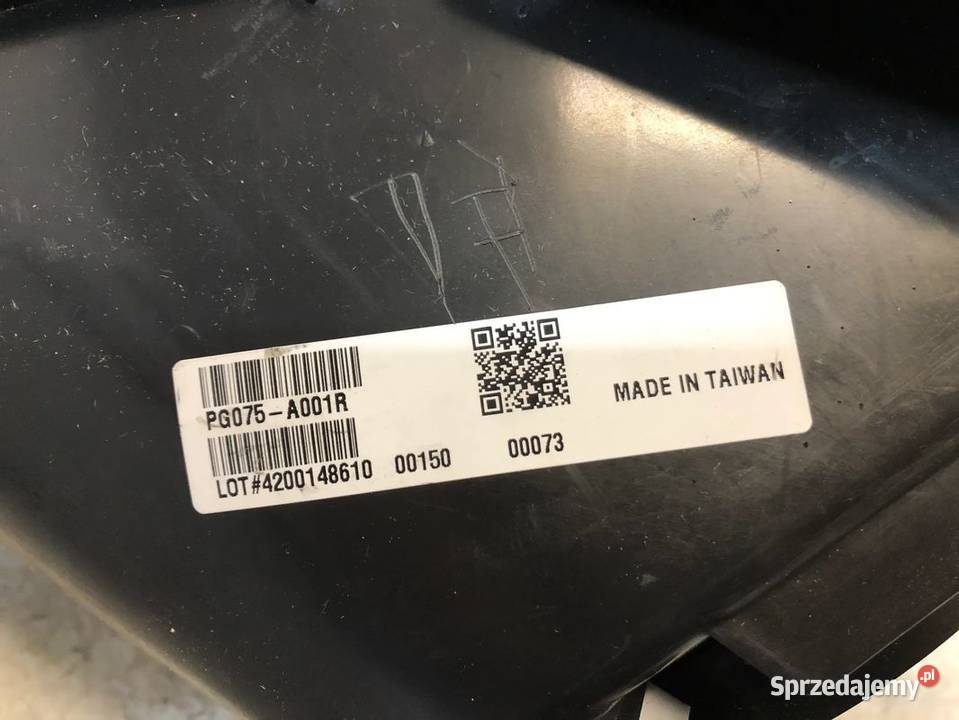 PG075-A001R
LOT#4200148610 00150 00073
MADE IN TAIWAN
Sprzedajemy.pl